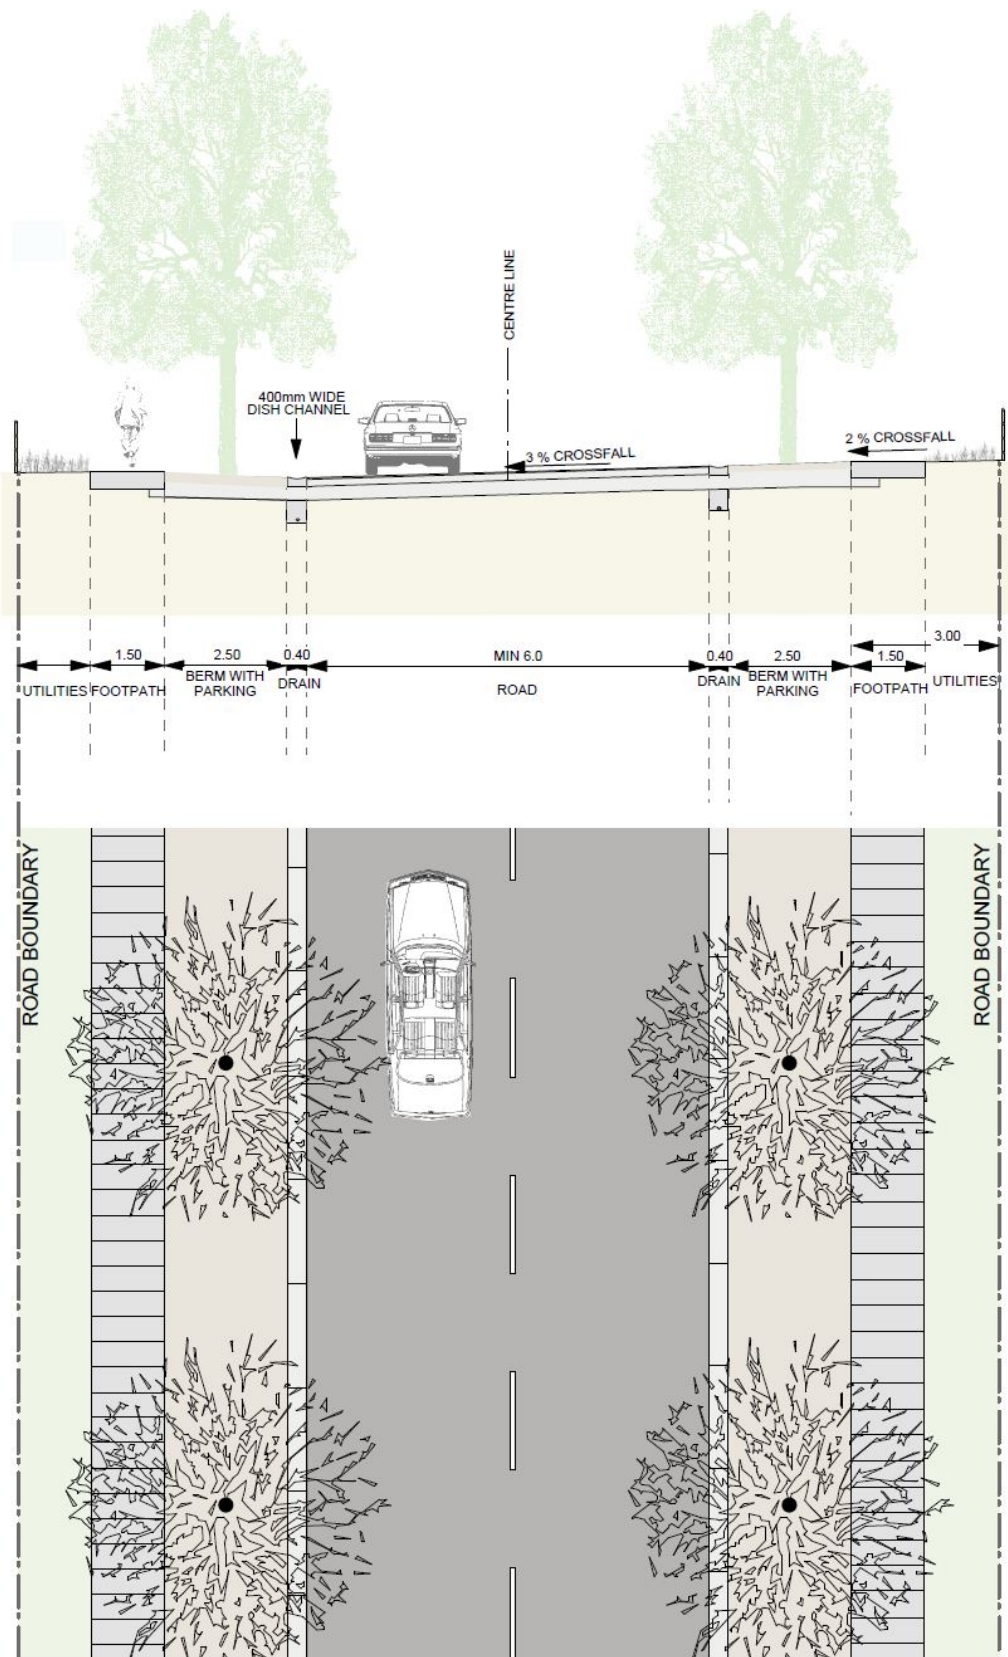 CENTRE LINE
400mm WIDE
DISH CHANNEL
3 % CROSSFALL
2 % CROSSFALL
3.00
1.50
2.50
0.40
MIN 6.0
0.40
2.50
1.50
UTILITIES
FOOTPATH
BERM WITH
PARKING
DRAIN
ROAD
DRAIN
BERM WITH
PARKING
FOOTPATH
UTILITIES
ROAD BOUNDARY
ROAD BOUNDARY